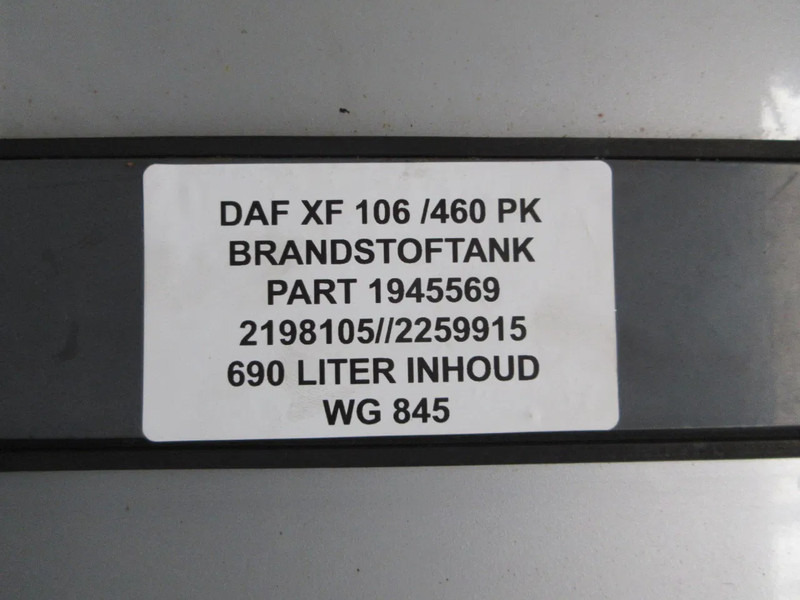 DAF XF 106 /460 PK
BRANDSTOFTANK
PART 1945569
2198105//2259915
690 LITER INHOUD
WG 845